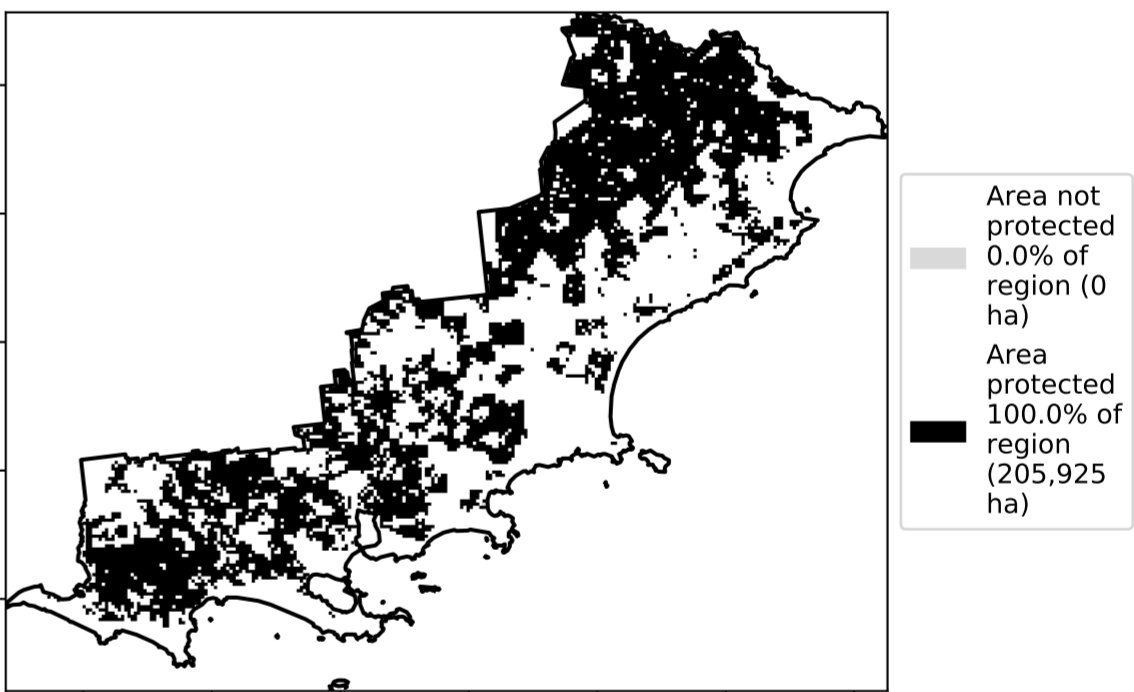 Area not
protected
0.0% of
region (0
ha)
Area
protected
100.0% of
region
(205,925
ha)